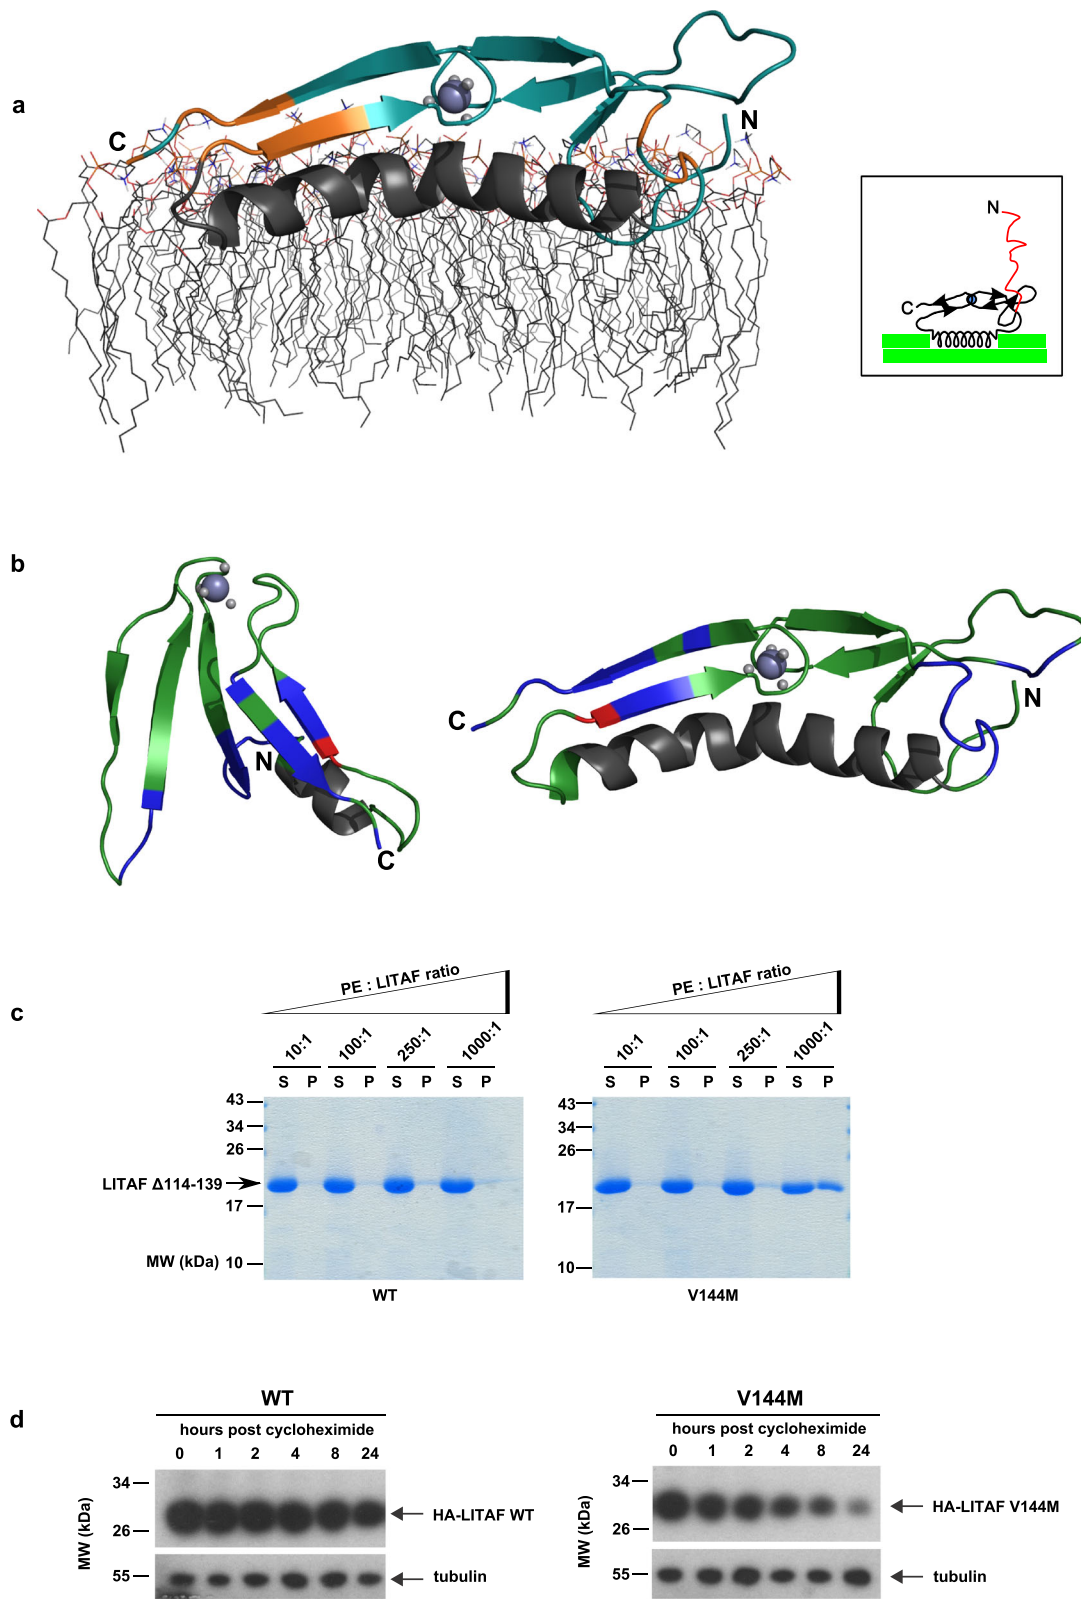 a
C
N
N
C
b
N
C
C
N
c
PE : LITAF ratio
PE : LITAF ratio
10:1 100:1 250:1 1000:1
10:1 100:1 250:1 1000:1
S P S P S P S P
S P S P S P S P
43
34
26
LITAF Δ114-139
17
MW (kDa) 10
43
34
26
17
10
WT
V144M
d
WT
hours post cycloheximide
0 1 2 4 8 24
MW (kDa)
34
26
55
HA-LITAF WT
tubulin
V144M
hours post cycloheximide
0 1 2 4 8 24
MW (kDa)
34
26
55
HA-LITAF V144M
tubulin